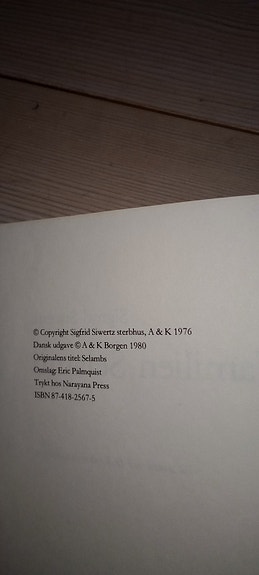 © Copyright Sigfrid Siwertz sterbhus, A & K 1976
Dansk udgave © A & K Borgen 1980
Originalens titel: Selambs
Omslag: Eric Palmquist
Trykt hos Narayana Press
ISBN 87-418-2567-5